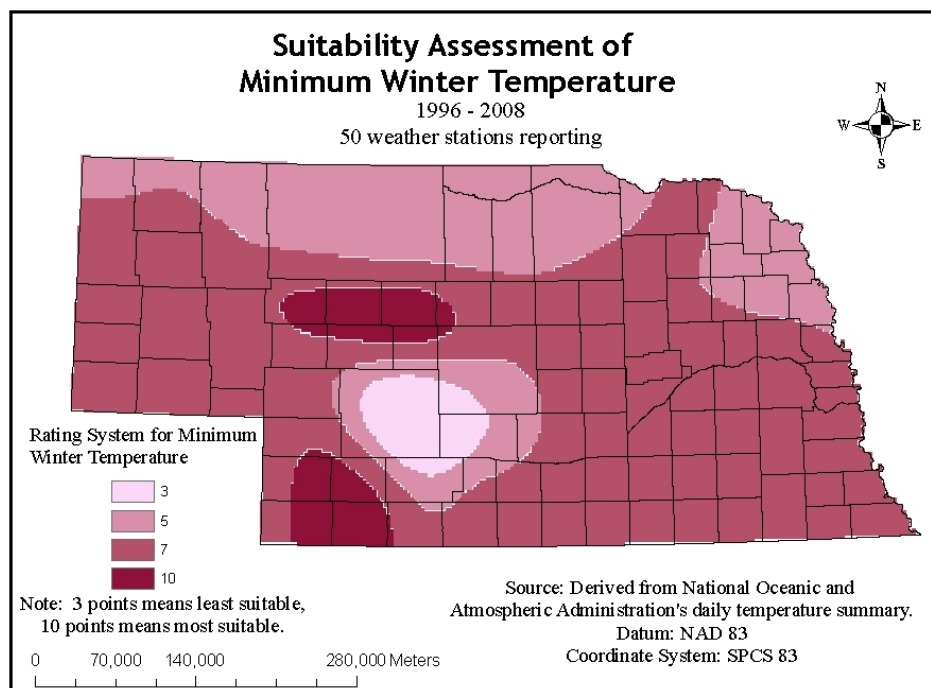 Suitability Assessment of
Minimum Winter Temperature
1996 - 2008
50 weather stations reporting
N
W E
S
Rating System for Minimum
Winter Temperature
3
5
7
10
Note: 3 points means least suitable,
10 points means most suitable.
0 70,000 140,000 280,000 Meters
Source: Derived from National Oceanic and
Atmospheric Administration's daily temperature summary.
Datum: NAD 83
Coordinate System: SPCS 83